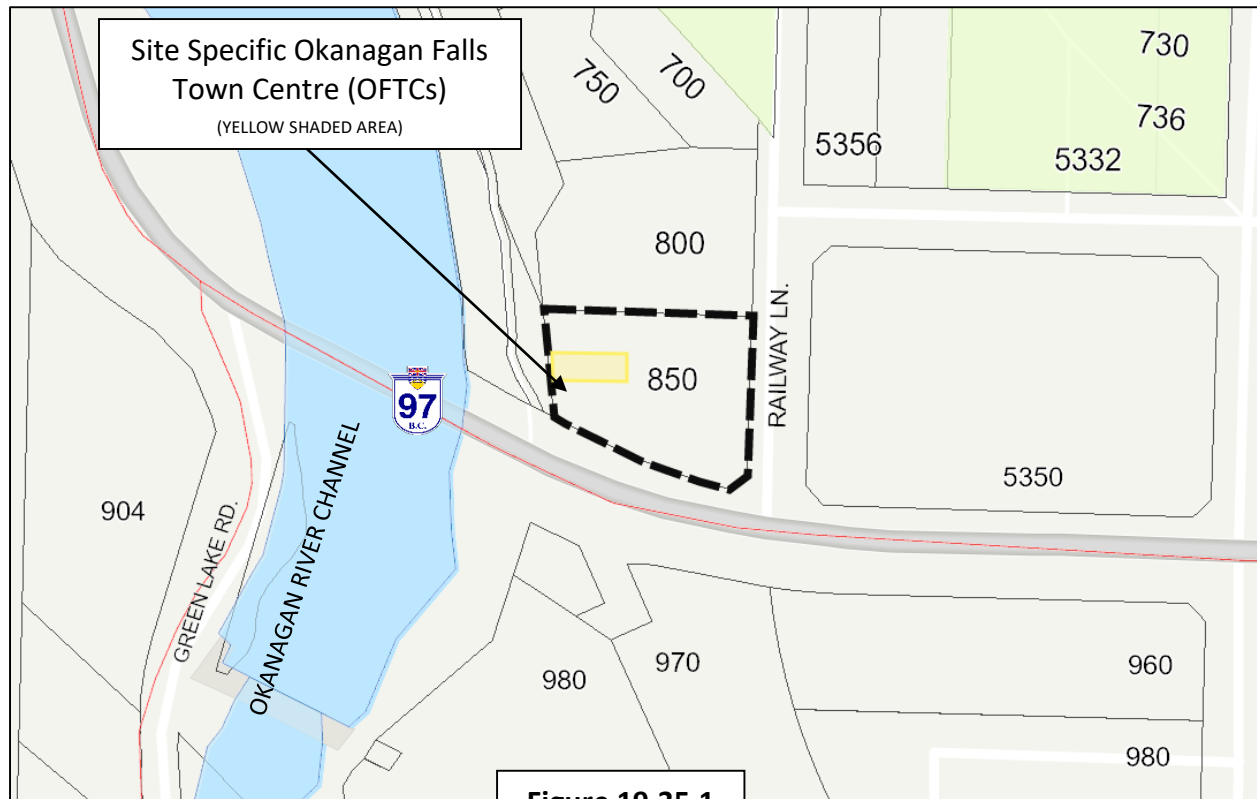 Site Specific Okanagan Falls
Town Centre (OFTCs)
(YELLOW SHADED AREA)
750
700
730
736
5356
5332
800
850
RAILWAY LN.
5350
97
B.C.
OKANAGAN RIVER CHANNEL
GREEN LAKE RD.
904
980
970
960
980